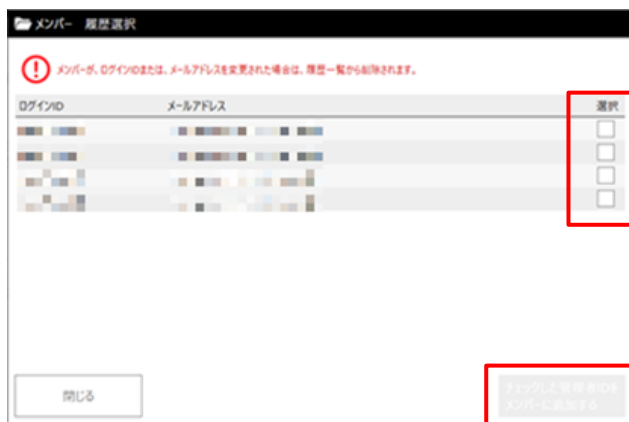 メンバー 履歴選択
メンバーが、ログインIDまたは、メールアドレスを変更された場合は、履歴一覧から削除されます。
ログインID メールアドレス 選択
閉じる
チェックした管理者IDを
メンバーに追加する